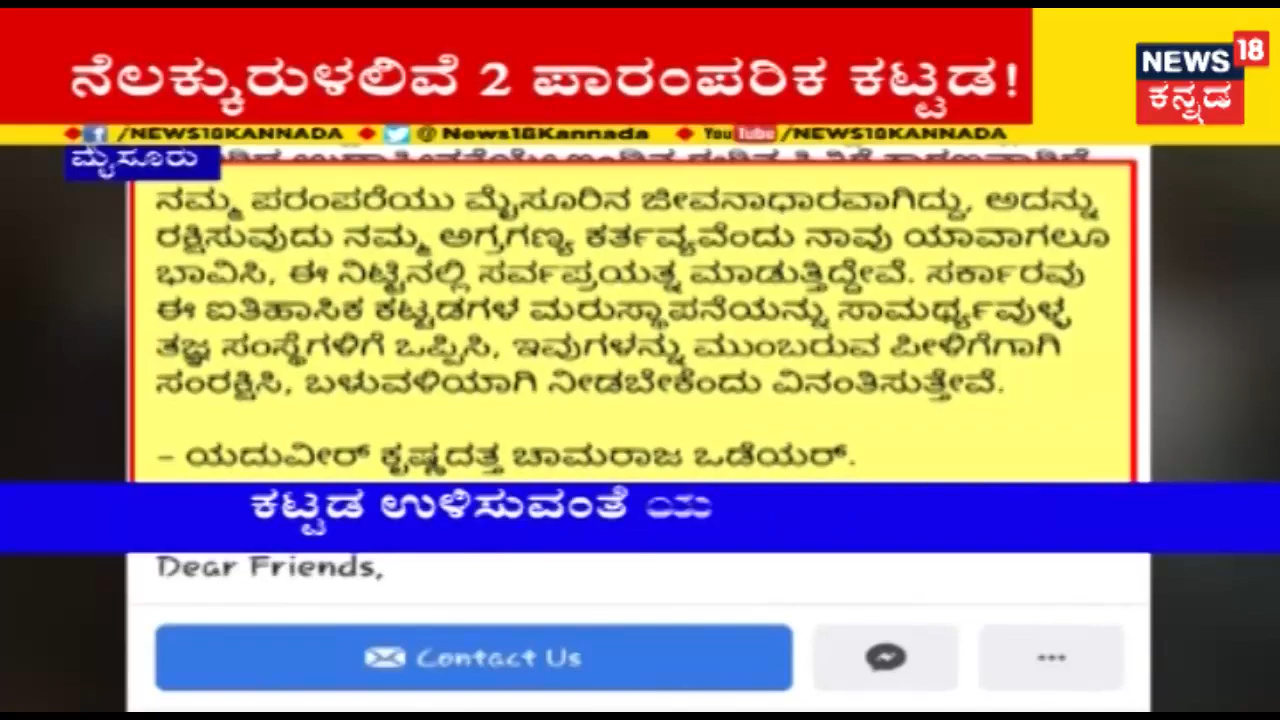 ನೆಲಕ್ಕುರುಳಲಿವೆ 2 ಪಾರಂಪರಿಕ ಕಟ್ಟಡ!
NEWS 18
ಕನ್ನಡ
/NEWS18KANNADA @News18Kannada YouTube /NEWS18KANNADA
ಮೈಸೂರು
ನಮ್ಮ ಪರಂಪರೆಯು ಮೈಸೂರಿನ ಜೀವನಾಧಾರವಾಗಿದ್ದು, ಅದನ್ನು
ರಕ್ಷಿಸುವುದು ನಮ್ಮ ಅಗ್ರಗಣ್ಯ ಕರ್ತವ್ಯವೆಂದು ನಾವು ಯಾವಾಗಲೂ
ಭಾವಿಸಿ, ಈ ನಿಟ್ಟಿನಲ್ಲಿ ಸರ್ವಪ್ರಯತ್ನ ಮಾಡುತ್ತಿದ್ದೇವೆ. ಸರ್ಕಾರವು
ಈ ಐತಿಹಾಸಿಕ ಕಟ್ಟಡಗಳ ಮರುಸ್ಥಾಪನೆಯನ್ನು ಸಾಮರ್ಥ್ಯವುಳ್ಳ
ತಜ್ಞ ಸಂಸ್ಥೆಗಳಿಗೆ ಒಪ್ಪಿಸಿ, ಇವುಗಳನ್ನು ಮುಂಬರುವ ಪೀಳಿಗೆಗಾಗಿ
ಸಂರಕ್ಷಿಸಿ, ಬಳುವಳಿಯಾಗಿ ನೀಡಬೇಕೆಂದು ವಿನಂತಿಸುತ್ತೇವೆ.
– ಯದುವೀರ್ ಕೃಷ್ಣದತ್ತ ಚಾಮರಾಜ ಒಡೆಯರ್.
ಕಟ್ಟಡ ಉಳಿಸುವಂತೆ ಯ
Dear Friends,
Contact Us